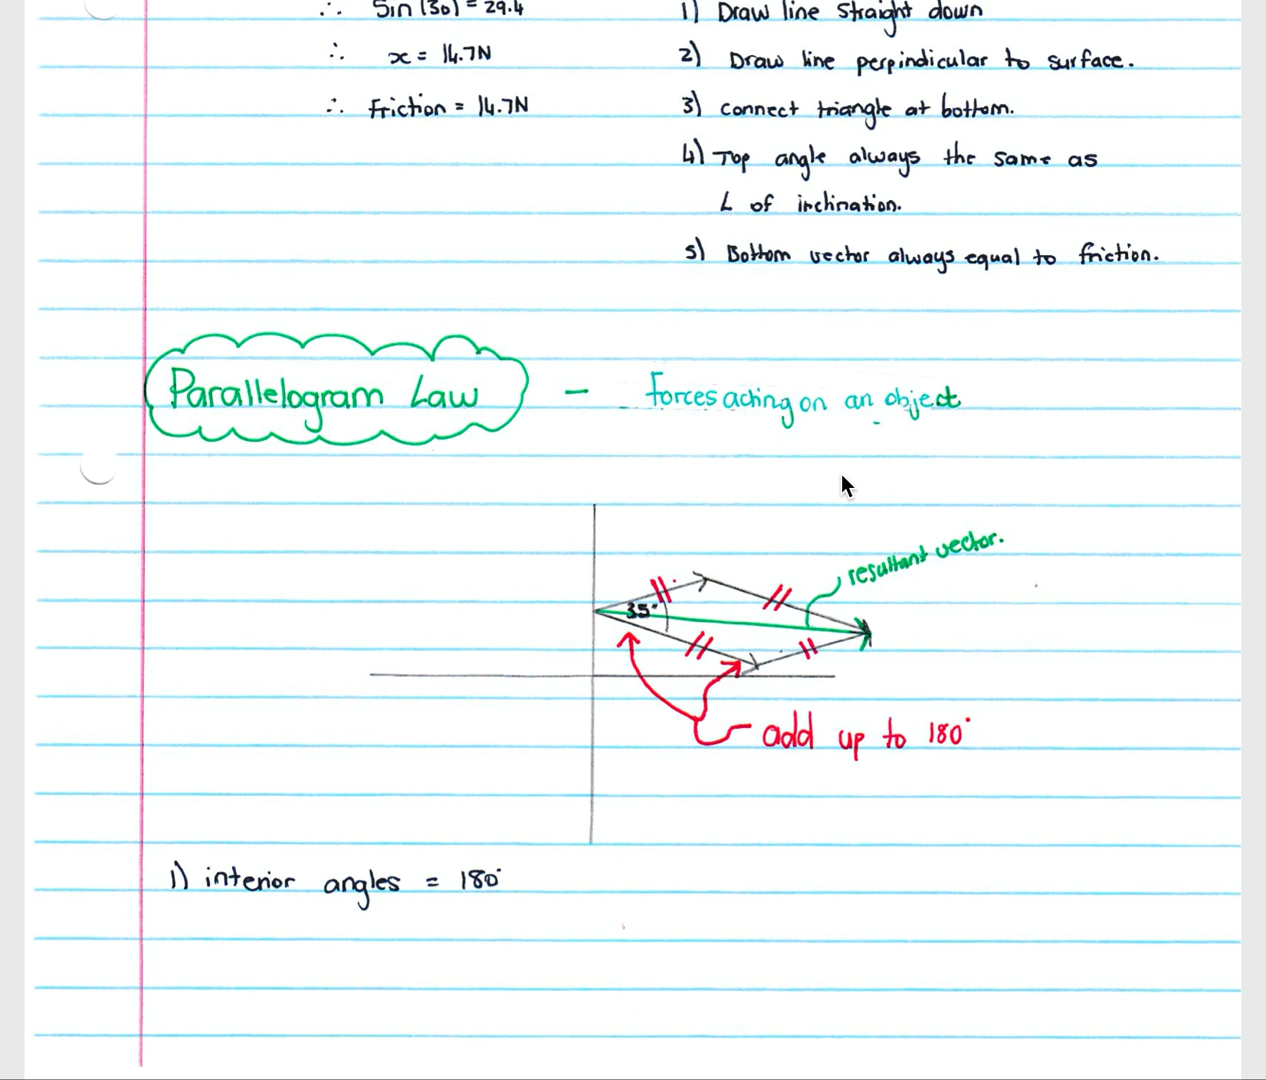 ∴ Sin (30) = 29.4
∴ x = 14.7N
∴ Friction = 14.7N
1) Draw line straight down
2) Draw line perpindicular to surface.
3) connect triangle at bottom.
4) Top angle always the same as
∠ of inclination.
5) Bottom vector always equal to friction.
Parallelogram Law - Forces acting on an object
resultant vector.
35°
add up to 180°
1) interior angles = 180°